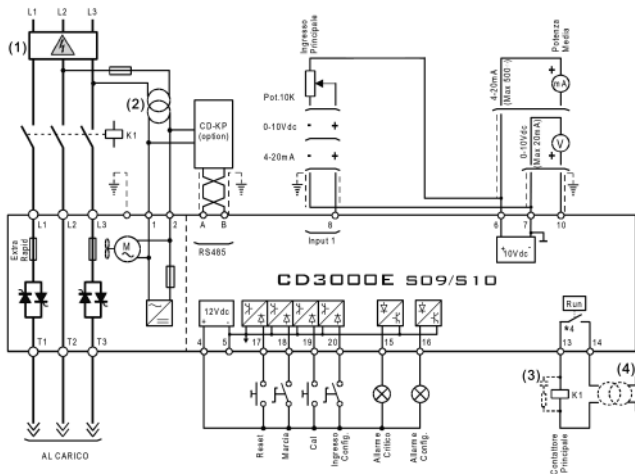 L1 L2 L3
(1)
(2)
K1
CD-KP
(option)
Ingresso
Principale
Pot.10K
0-10Vdc - +
4-20mA - +
4-20mA
(Max 500
Potenza
Media
+ mA
0-10Vdc
(Max 20mA)
+ V
L1 L2 L3 1 2 A B 8 6 7 10
Extra
Rapid
M
RS485
Input 1
+ 10Vdc -
CD3000E S09/S10
12Vdc
+ -
Run
*4
T1 T2 T3 4 5 17 18 19 20 15 16 13 14
(3)
K1
(4)
Reset
Marcia
Cal
Ingresso
Config.
Allarme
Critico
Allarme
Config.
Contattore
Principale
AL CARICO